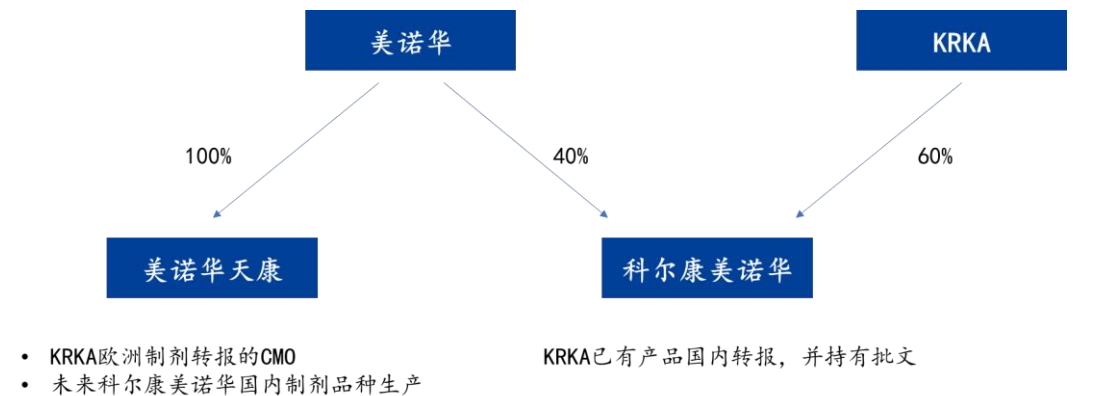 美诺华
KRKA
100%
40%
60%
美诺华天康
科尔康美诺华
• KRKA欧洲制剂转报的CMO
KRKA已有产品国内转报，并持有批文
• 未来科尔康美诺华国内制剂品种生产